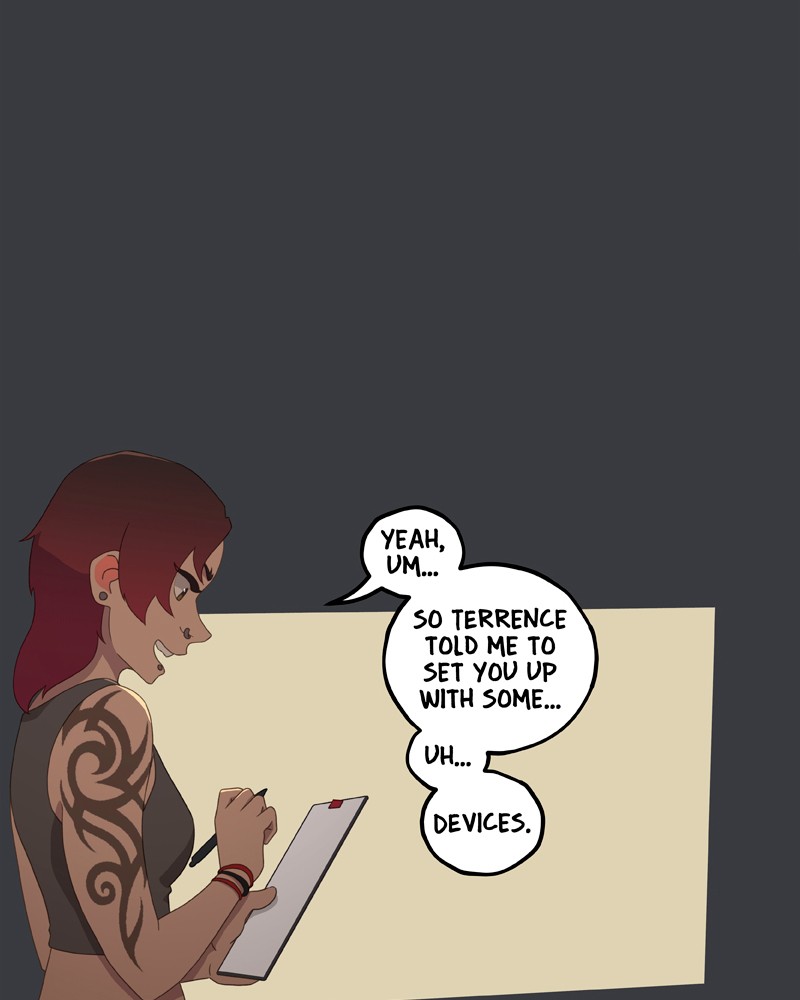 YEAH,
UM...
SO TERRENCE
TOLD ME TO
SET YOU UP
WITH SOME...
UH...
DEVICES.